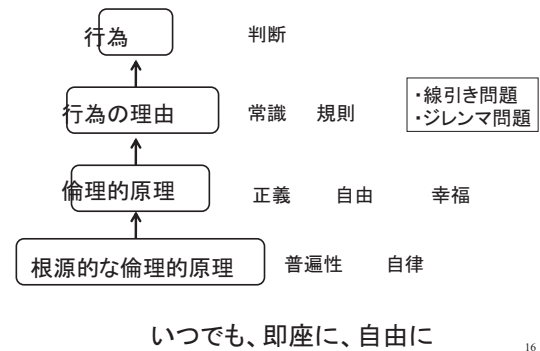 行為 判断
行為の理由 常識 規則
・線引き問題
・ジレンマ問題
倫理的原理 正義 自由 幸福
根源的な倫理的原理 普遍性 自律
いつでも、即座に、自由に
16